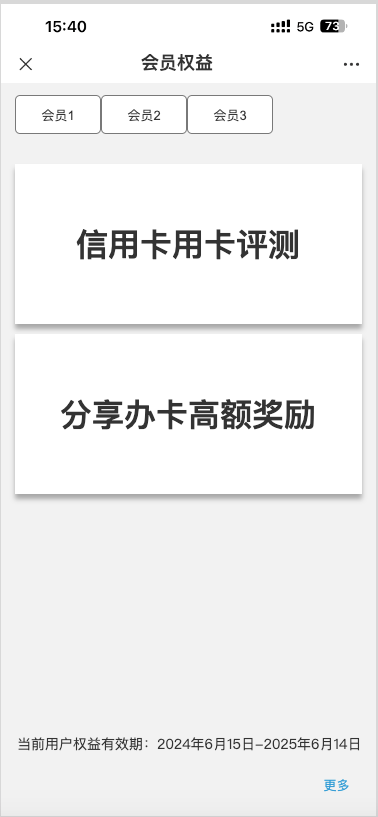 15:40
5G 73
会员权益
会员1 会员2 会员3
信用卡用卡评测
分享办卡高额奖励
当前用户权益有效期：2024年6月15日-2025年6月14日
更多